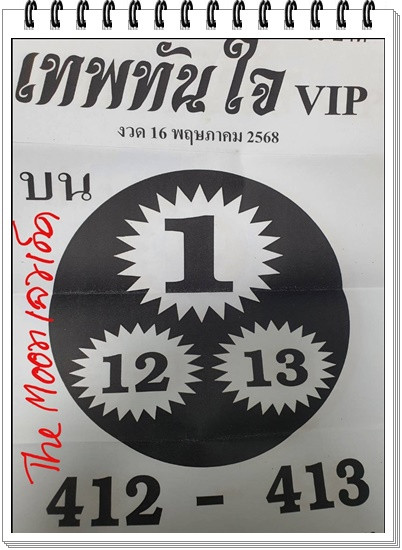 เทพทันใจ VIP
งวด 16 พฤษภาคม 2568
บน
The Moon เลขเด็ด
1
12 13
412 - 413